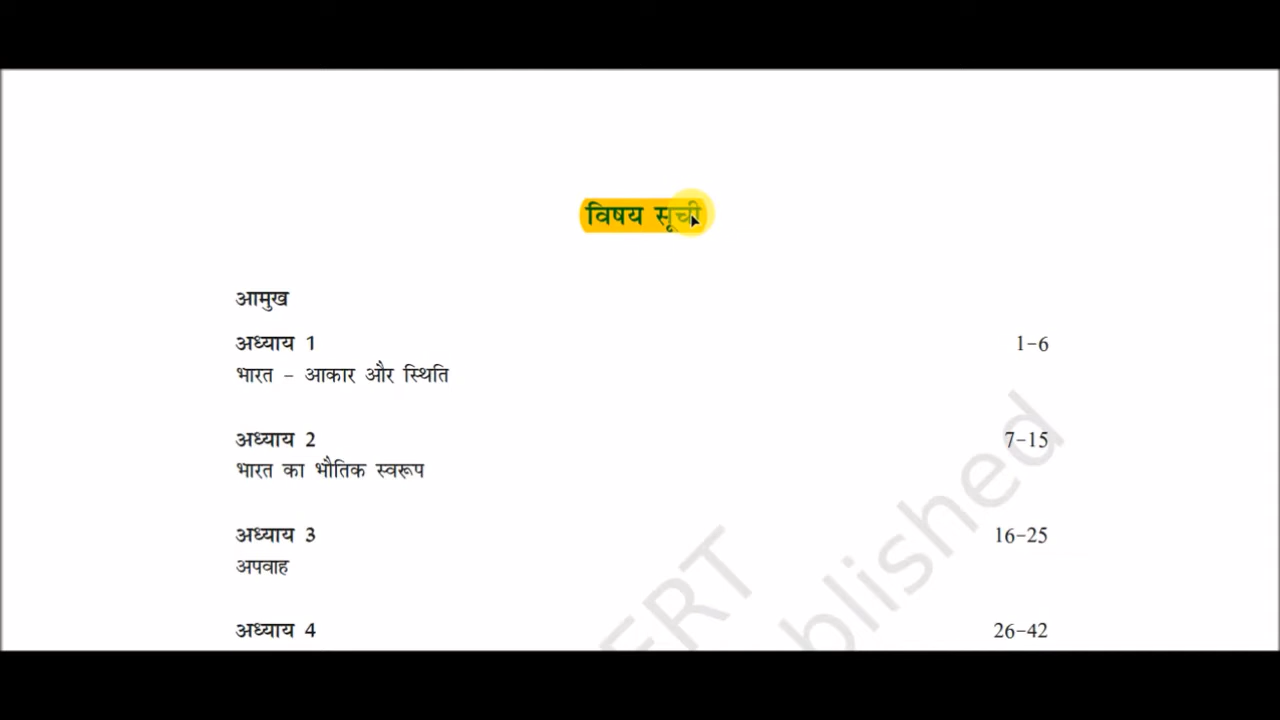 विषय सूची
आमुख
अध्याय 1 1-6
भारत – आकार और स्थिति
अध्याय 2 7-15
भारत का भौतिक स्वरूप
अध्याय 3 16-25
अपवाह
अध्याय 4 26-42